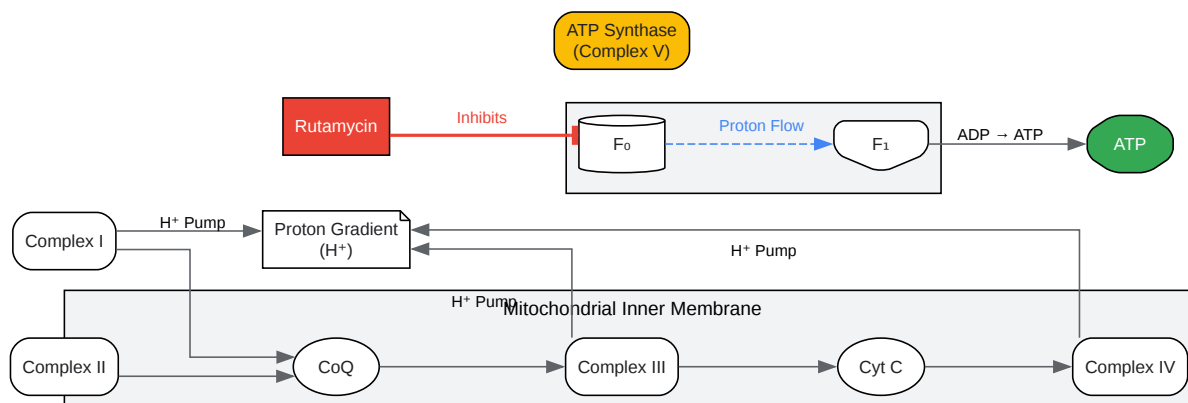 ATP Synthase
(Complex V)
Rutamycin
Inhibits
F₀
Proton Flow
F₁
ADP → ATP
ATP
Complex I
H⁺ Pump
Proton Gradient
(H⁺)
H⁺ Pump
H⁺ Pump
Mitochondrial Inner Membrane
Complex II
CoQ
Complex III
Cyt C
Complex IV